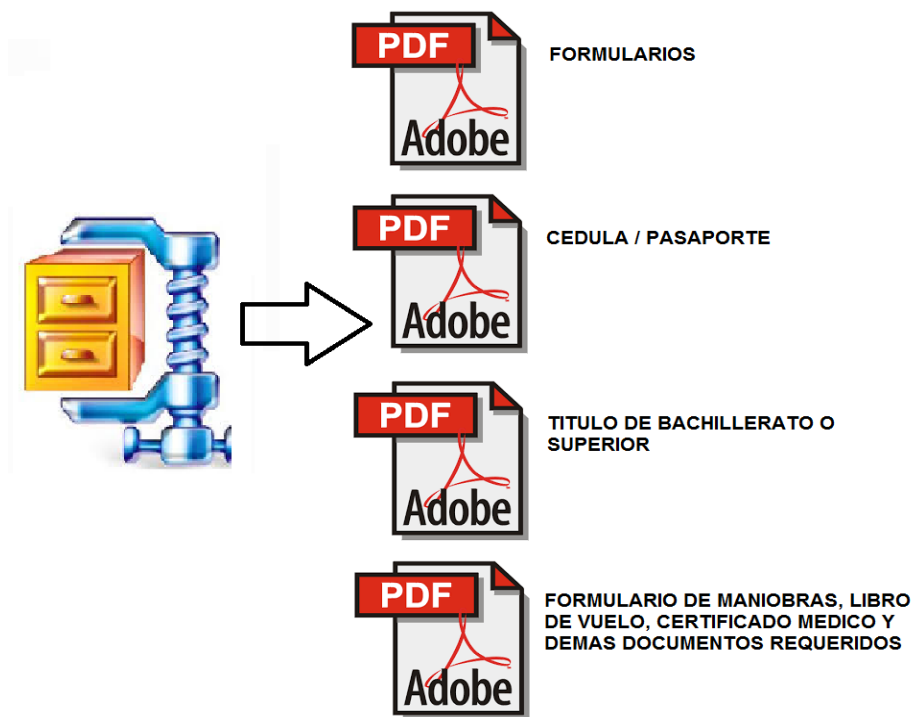 PDF
Adobe
FORMULARIOS
PDF
Adobe
CEDULA / PASAPORTE
PDF
Adobe
TITULO DE BACHILLERATO O
SUPERIOR
PDF
Adobe
FORMULARIO DE MANIOBRAS, LIBRO
DE VUELO, CERTIFICADO MEDICO Y
DEMAS DOCUMENTOS REQUERIDOS